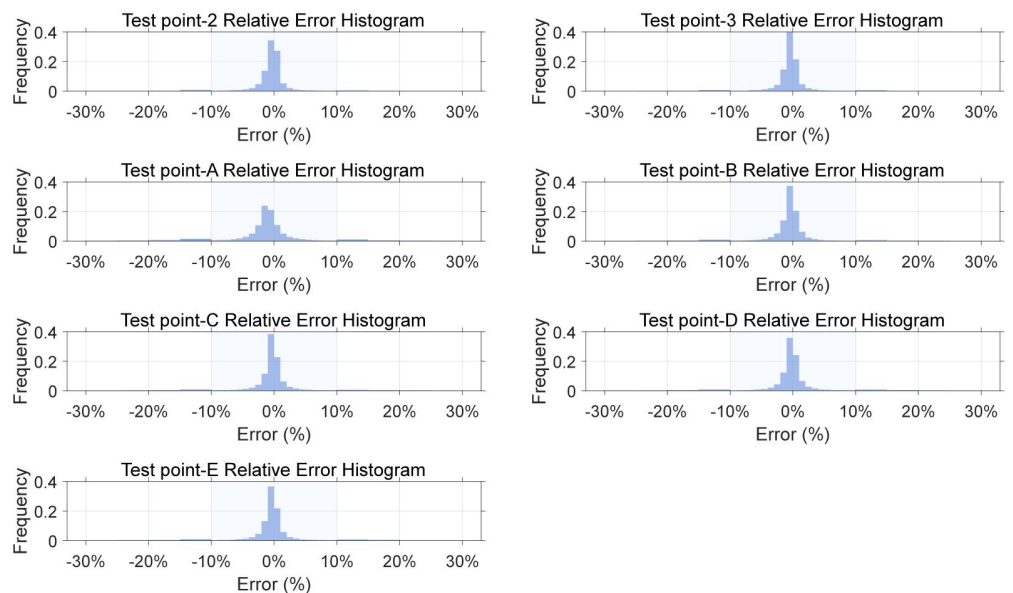 Test point-2 Relative Error Histogram
Frequency
0.4
0.2
0
-30% -20% -10% 0% 10% 20% 30%
Error (%)
Test point-3 Relative Error Histogram
Frequency
0.4
0.2
0
-30% -20% -10% 0% 10% 20% 30%
Error (%)
Test point-A Relative Error Histogram
Frequency
0.4
0.2
0
-30% -20% -10% 0% 10% 20% 30%
Error (%)
Test point-B Relative Error Histogram
Frequency
0.4
0.2
0
-30% -20% -10% 0% 10% 20% 30%
Error (%)
Test point-C Relative Error Histogram
Frequency
0.4
0.2
0
-30% -20% -10% 0% 10% 20% 30%
Error (%)
Test point-D Relative Error Histogram
Frequency
0.4
0.2
0
-30% -20% -10% 0% 10% 20% 30%
Error (%)
Test point-E Relative Error Histogram
Frequency
0.4
0.2
0
-30% -20% -10% 0% 10% 20% 30%
Error (%)